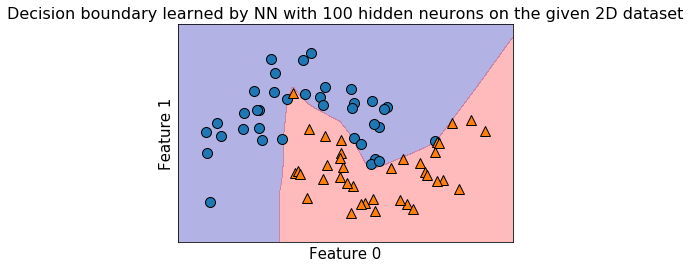 Decision boundary learned by NN with 100 hidden neurons on the given 2D dataset
Feature 1
Feature 0